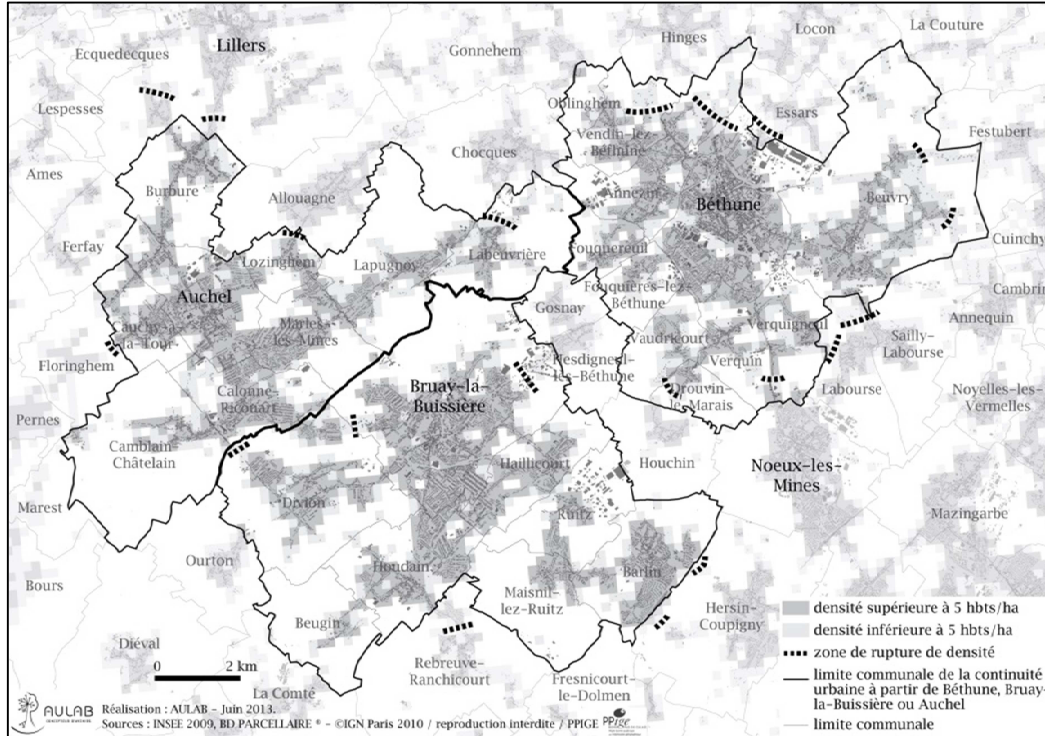 Ecquedecques
Lillers
Gonnehem
Hinges
Locon
La Couture
Lespesses
Oblinghem
Essars
Vendin-lez-
Béthune
Festubert
Ames
Chocques
Burbure
Allouagne
Annezin
Béthune
Beuvry
Ferfay
Lozinghem
Lapugnoy
Labeuvrière
Fouquereuil
Cuinchy
Auchel
Fouquières-lez-
Béthune
Cambrin
Gosnay
Annequin
Cauchy-
à-la-Tour
Marles-
les-Mines
Verquigneul
Vaudricourt
Sailly-
Labourse
Floringhem
Hesdigneul-
lès-Béthune
Verquin
Bruay-la-
Buissière
Drouvin-
le-Marais
Labourse
Noyelles-les-
Vermelles
Calonne-
Ricouart
Pernes
Camblain-
Châtelain
Haillicourt
Houchin
Noeux-les-
Mines
Divion
Marest
Ruitz
Mazingarbe
Ourton
Bours
Houdain
Barlin
Maisnil-
lez-Ruitz
Beugin
Hersin-
Coupigny
Diéval
Rebreuve-
Ranchicourt
La Comté
Fresnicourt-
le-Dolmen
0 2 km
densité supérieure à 5 hbts/ha
densité inférieure à 5 hbts/ha
zone de rupture de densité
limite communale de la continuité
urbaine à partir de Béthune, Bruay-
la-Buissière ou Auchel
limite communale
AULAB
Réalisation : AULAB - Juin 2013.
Sources : INSEE 2009, BD PARCELLAIRE ® - ©IGN Paris 2010 / reproduction interdite / PPIGE
PPige